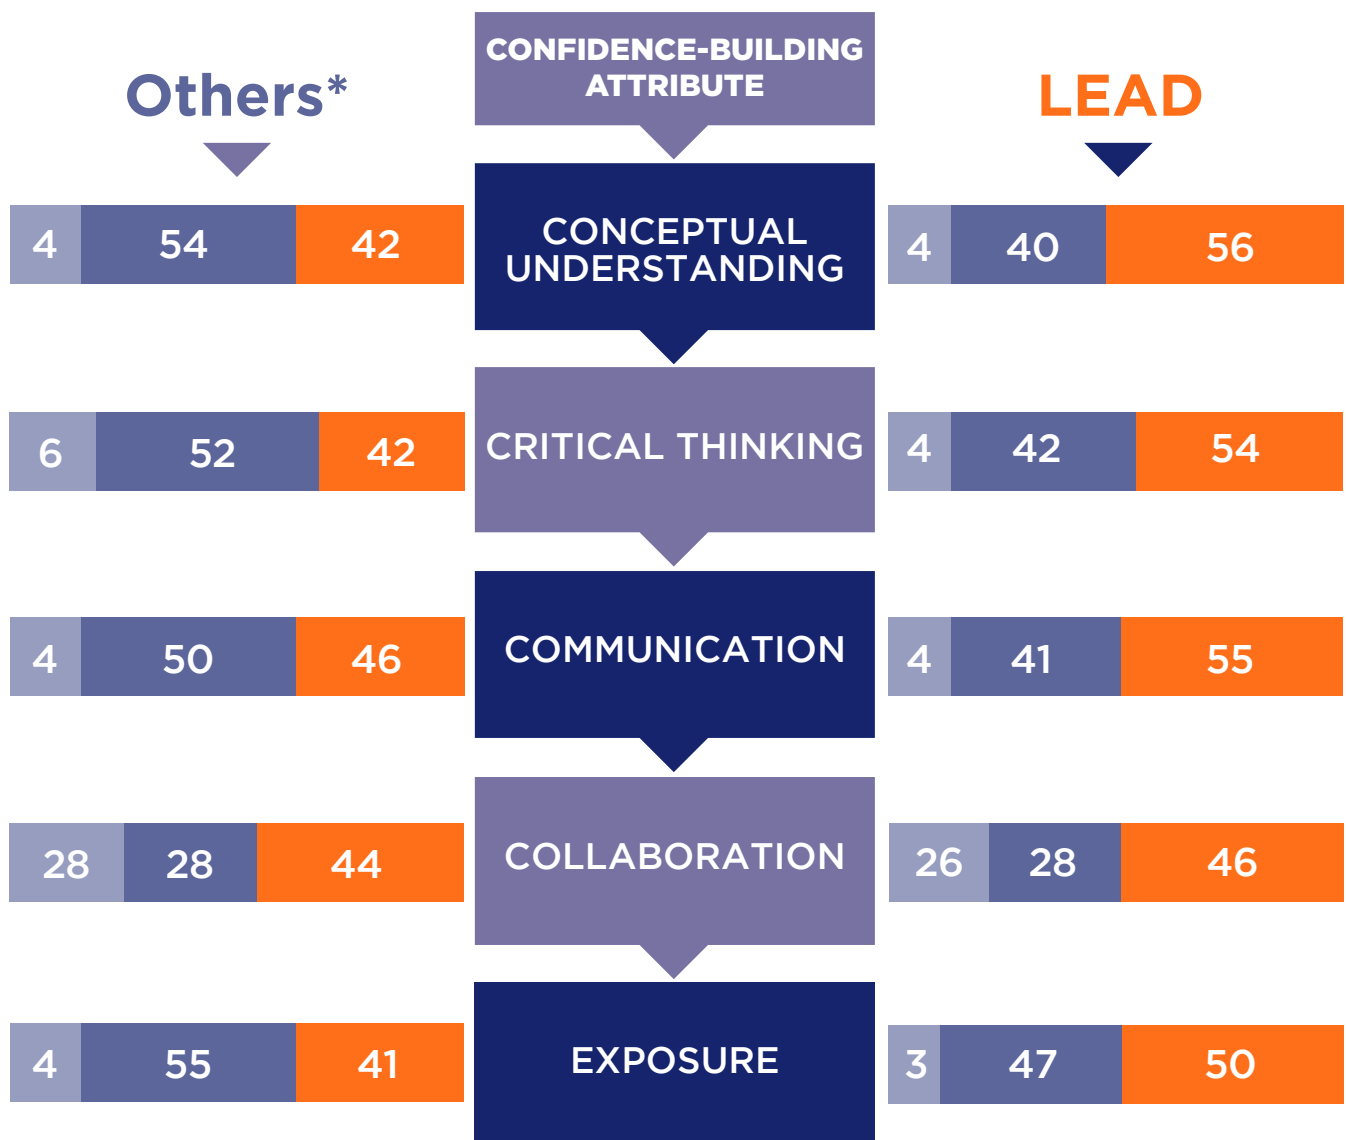 CONFIDENCE-BUILDING
ATTRIBUTE
Others*
LEAD
4 54 42
CONCEPTUAL
UNDERSTANDING
4 40 56
6 52 42
CRITICAL THINKING
4 42 54
4 50 46
COMMUNICATION
4 41 55
28 28 44
COLLABORATION
26 28 46
4 55 41
EXPOSURE
3 47 50